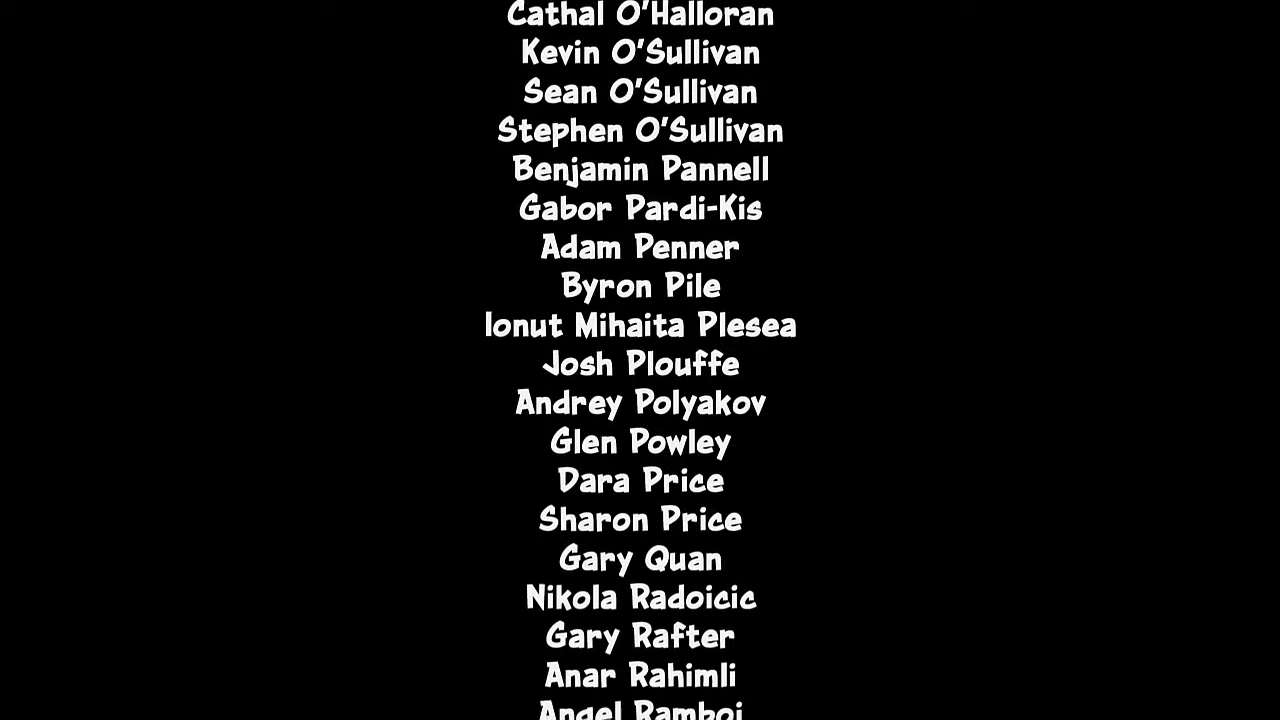 Cathal O'Halloran
Kevin O'Sullivan
Sean O'Sullivan
Stephen O'Sullivan
Benjamin Pannell
Gabor Pardi-Kis
Adam Penner
Byron Pile
Ionut Mihaita Plesea
Josh Plouffe
Andrey Polyakov
Glen Powley
Dara Price
Sharon Price
Gary Quan
Nikola Radoicic
Gary Rafter
Anar Rahimli
Angel Ramboi